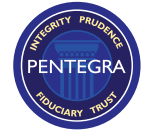 INTEGRITY PRUDENCE
PENTEGRA
FIDUCIARY TRUST